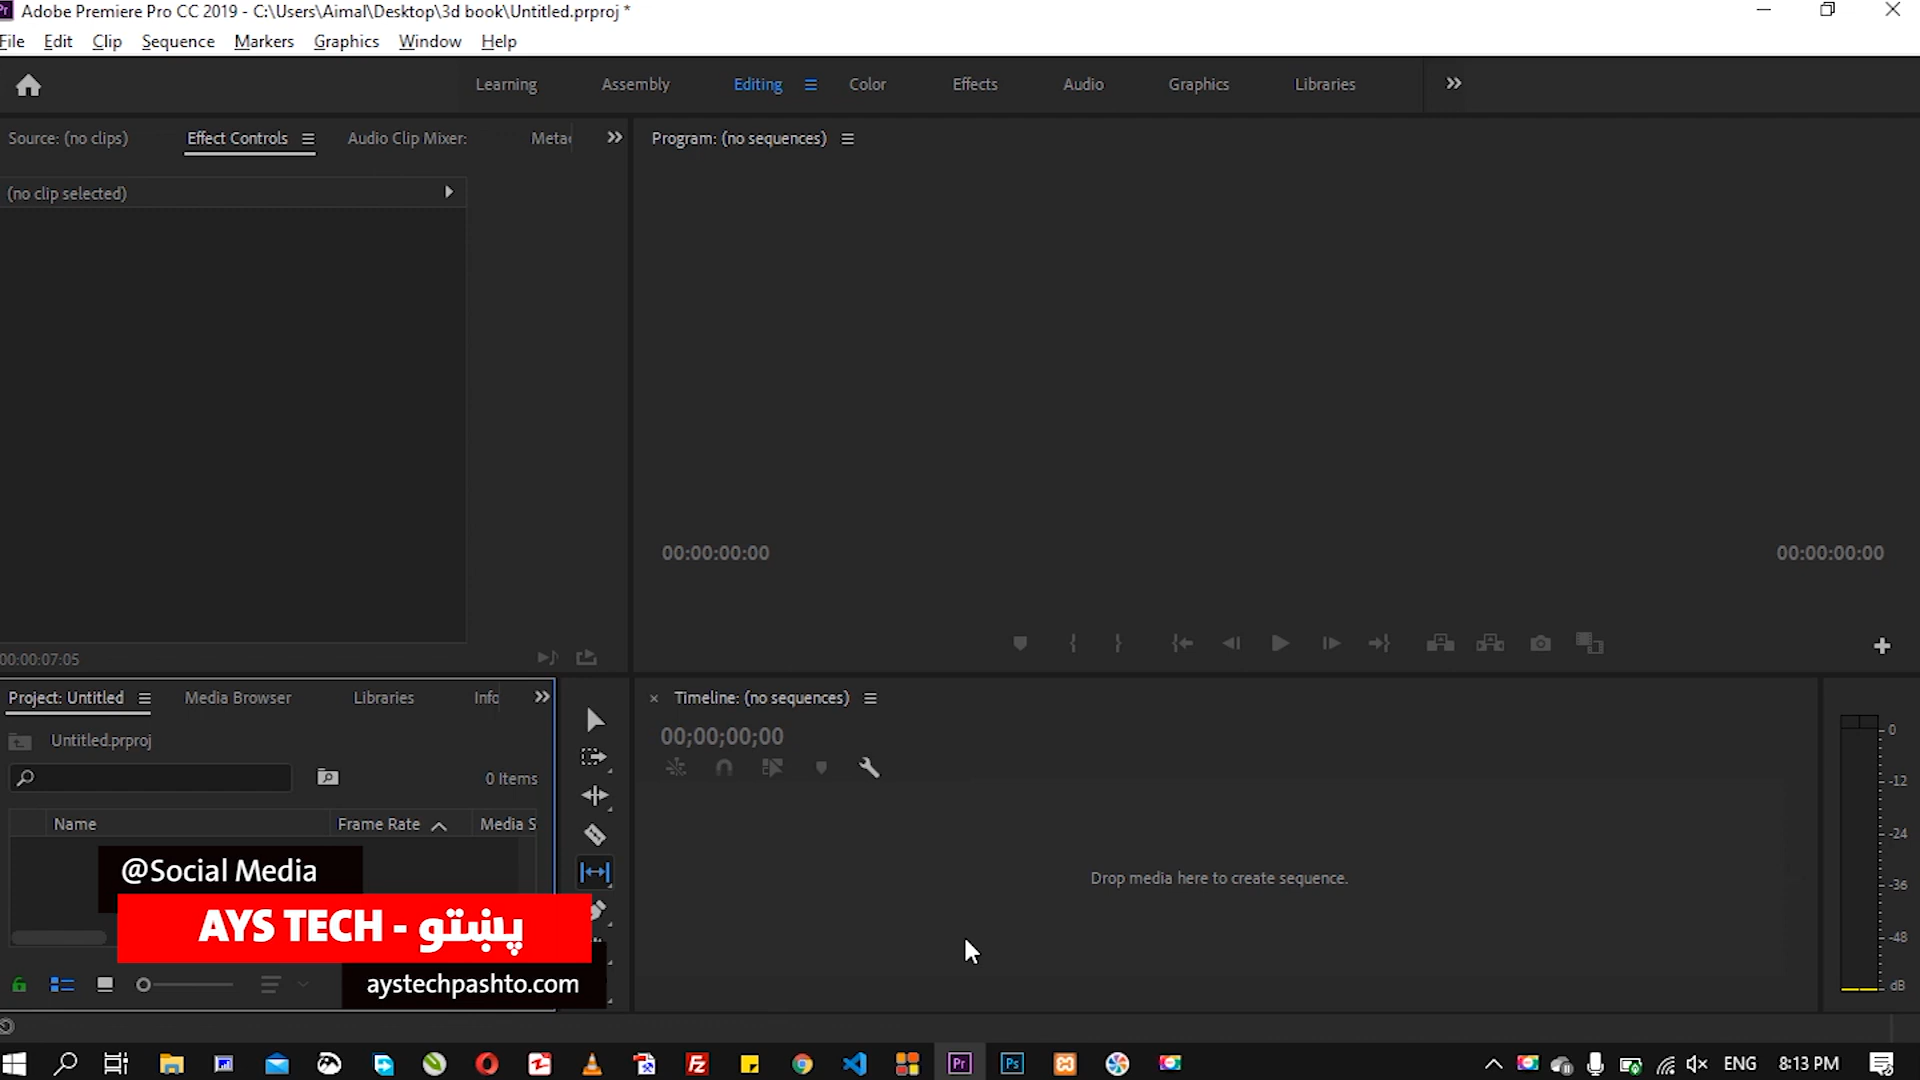 Adobe Premiere Pro CC 2019 - C:\Users\Aimal\Desktop\3d book\Untitled.prproj *
File Edit Clip Sequence Markers Graphics Window Help
Learning Assembly Editing Color Effects Audio Graphics Libraries
Source: (no clips) Effect Controls Audio Clip Mixer: Metac
Program: (no sequences)
(no clip selected)
00:00:00:00 00:00:00:00
00:00:07:05
Project: Untitled Media Browser Libraries Info
Timeline: (no sequences)
Untitled.prproj
00;00;00;00
0 Items
Name Frame Rate Media S
Drop media here to create sequence.
0
-12
-24
-36
-48
dB
@Social Media
AYS TECH - پښتو
aystechpashto.com
ENG 8:13 PM